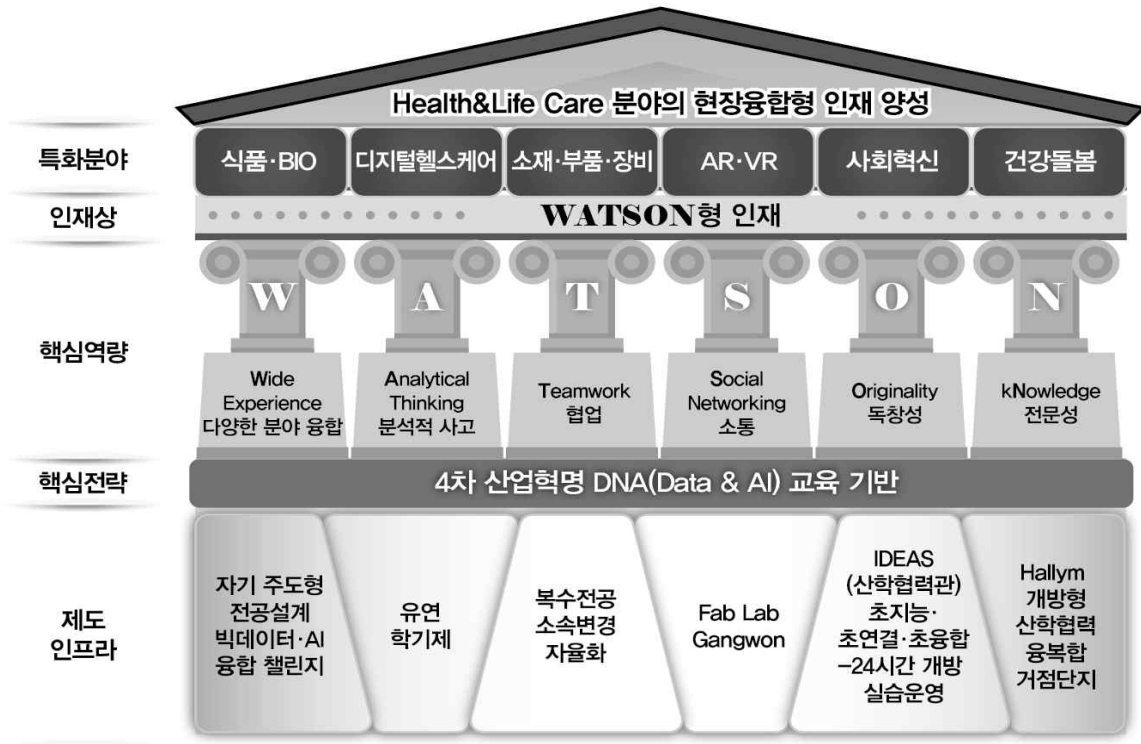 Health&Life Care 분야의 현장융합형 인재 양성
특화분야
식품·BIO
디지털헬스케어
소재·부품·장비
AR·VR
사회혁신
건강돌봄
인재상
WATSON형 인재
핵심역량
W
A
T
S
O
N
Wide
Experience
다양한 분야 융합
Analytical
Thinking
분석적 사고
Teamwork
협업
Social
Networking
소통
Originality
독창성
kNowledge
전문성
핵심전략
4차 산업혁명 DNA(Data & AI) 교육 기반
제도
인프라
자기 주도형
전공설계
빅데이터·AI
융합 챌린지
유연
학기제
복수전공
소속변경
자율화
Fab Lab
Gangwon
IDEAS
(산학협력관)
초지능·
초연결·초융합
-24시간 개방
실습운영
Hallym
개방형
산학협력
융복합
거점단지